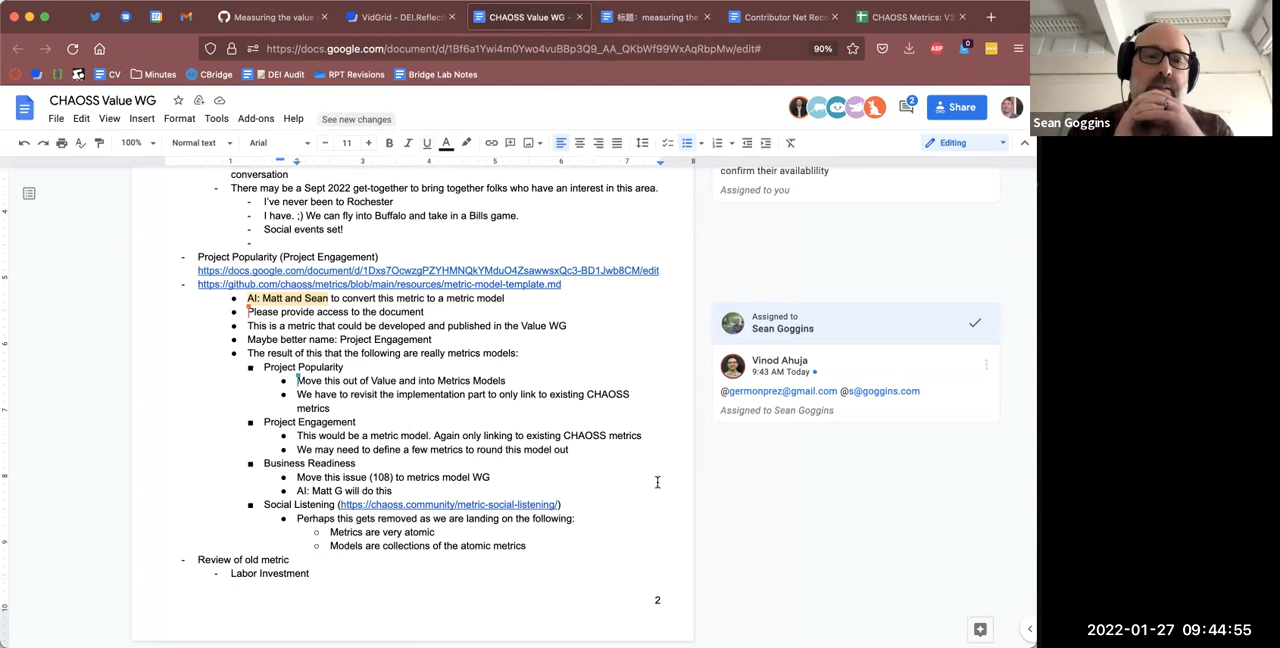 Measuring the value
VidGrid - DEI.Reflec
CHAOSS Value WG -
标题：measuring the
Contributor Net Rec
CHAOSS Metrics: V3
https://docs.google.com/document/d/1Bf6a1Ywi4m0Ywo4vuBBp3Q9_AA_QKbWf99WxAqRbpMw/edit#
90%
ABP
0
CV
Minutes
CBridge
DEI Audit
RPT Revisions
Bridge Lab Notes
CHAOSS Value WG
File Edit View Insert Format Tools Add-ons Help See new changes
2
Share
100% Normal text Arial 11
Editing
1 2 3 4 5 6 7 8
conversation
- There may be a Sept 2022 get-together to bring together folks who have an interest in this area.
- I've never been to Rochester
- I have. ;) We can fly into Buffalo and take in a Bills game.
- Social events set!
-
- Project Popularity (Project Engagement)
https://docs.google.com/document/d/1Dxs7OcwzgPZYHMNQkYMduO4ZsawwsxQc3-BD1Jwb8CM/edit
- https://github.com/chaoss/metrics/blob/main/resources/metric-model-template.md
● AI: Matt and Sean to convert this metric to a metric model
● Please provide access to the document
● This is a metric that could be developed and published in the Value WG
● Maybe better name: Project Engagement
● The result of this that the following are really metrics models:
■ Project Popularity
● Move this out of Value and into Metrics Models
● We have to revisit the implementation part to only link to existing CHAOSS
metrics
■ Project Engagement
● This would be a metric model. Again only linking to existing CHAOSS metrics
● We may need to define a few metrics to round this model out
■ Business Readiness
● Move this issue (108) to metrics model WG
● AI: Matt G will do this
■ Social Listening (https://chaoss.community/metric-social-listening/)
● Perhaps this gets removed as we are landing on the following:
○ Metrics are very atomic
○ Models are collections of the atomic metrics
- Review of old metric
- Labor Investment
2
confirm their availablility
Assigned to you
Assigned to
Sean Goggins
Vinod Ahuja
9:43 AM Today
@germonprez@gmail.com @s@goggins.com
Assigned to Sean Goggins
Sean Goggins
2022-01-27 09:44:55